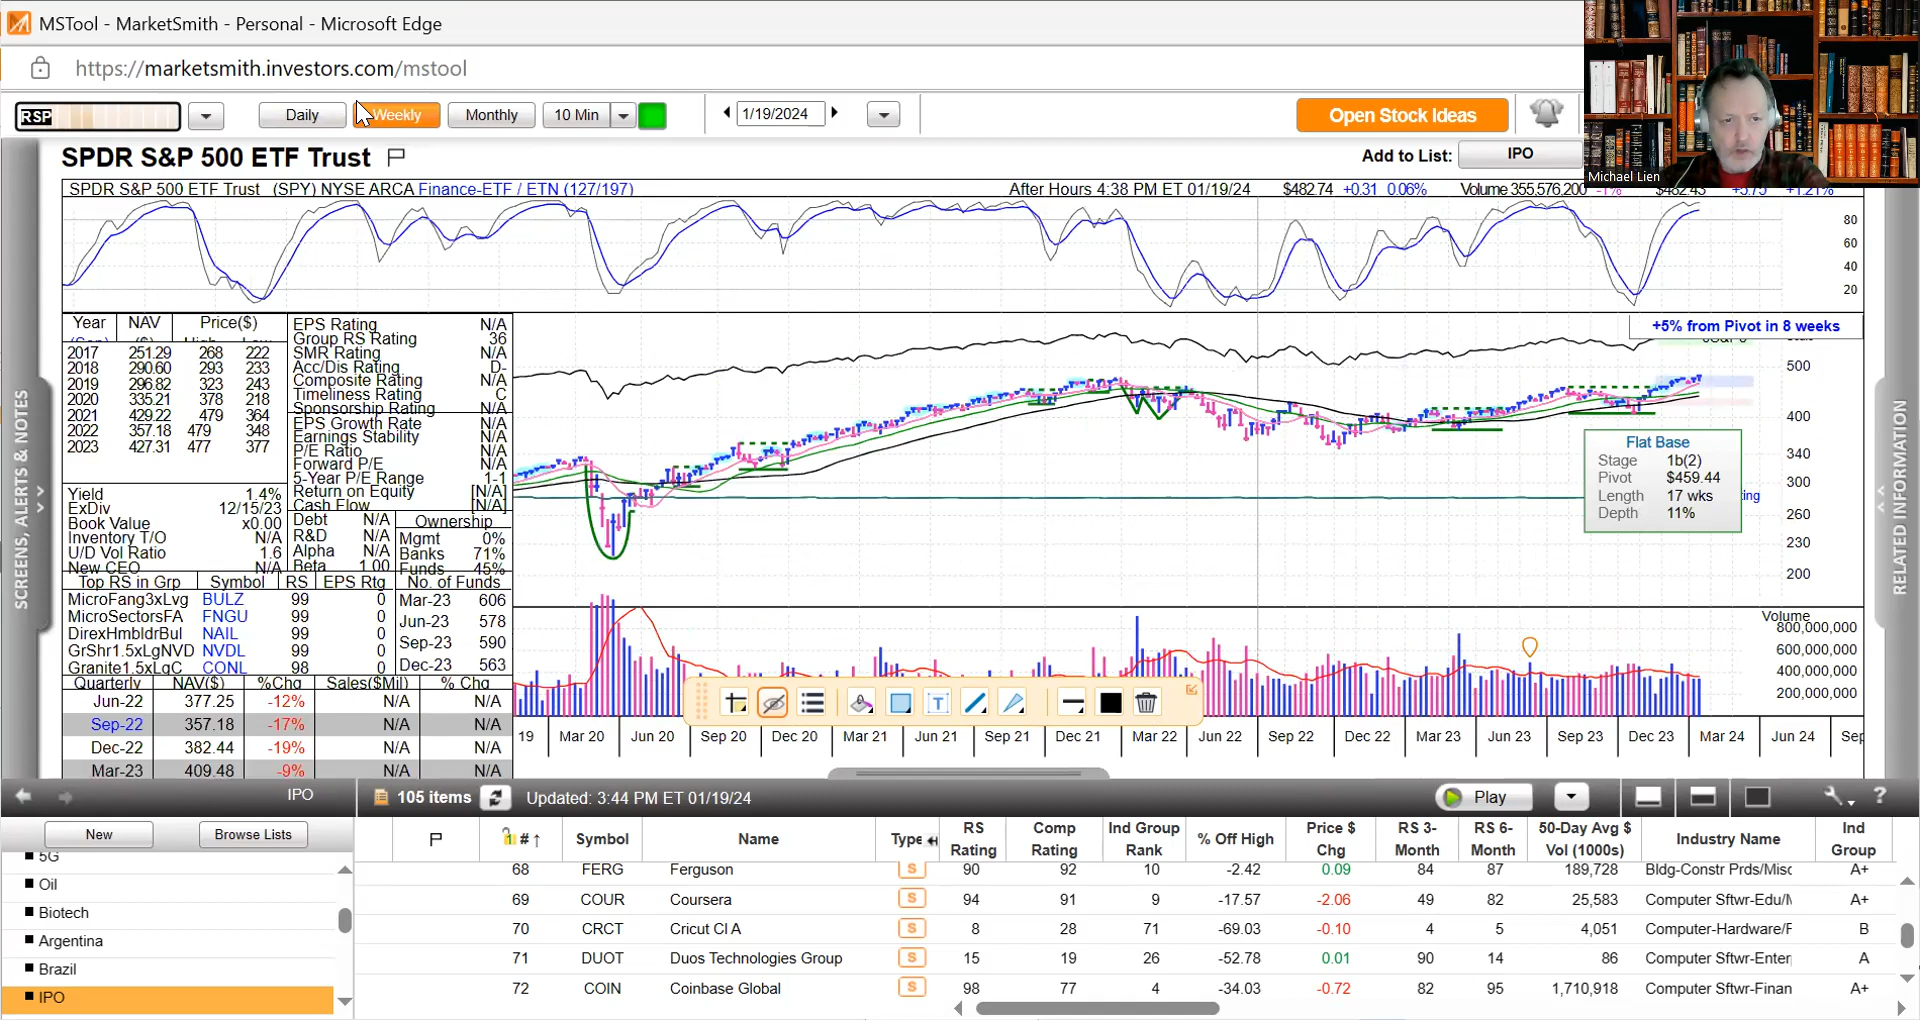 MSTool - MarketSmith - Personal - Microsoft Edge
https://marketsmith.investors.com/mstool
RSP Daily Weekly Monthly 10 Min 1/19/2024 Open Stock Ideas
SPDR S&P 500 ETF Trust Add to List: IPO
Michael Lien
SPDR S&P 500 ETF Trust (SPY) NYSE ARCA Finance-ETF / ETN (127/197) After Hours 4:38 PM ET 01/19/24 $482.74 +0.31 0.06% Volume 355,576,200 -1% $482.43 +5.75 +1.21%
80
60
40
20
SCREENS, ALERTS & NOTES
RELATED INFORMATION
Year NAV Price($)
2017 251.29 268 222
2018 290.60 293 233
2019 296.82 323 243
2020 335.21 378 218
2021 429.22 479 364
2022 357.18 479 348
2023 427.31 477 377
Yield 1.4%
ExDiv 12/15/23
Book Value x0.00
Inventory T/O N/A
U/D Vol Ratio 1.6
New CEO N/A
EPS Rating N/A
Group RS Rating 36
SMR Rating N/A
Acc/Dis Rating D-
Composite Rating N/A
Timeliness Rating C
Sponsorship Rating N/A
EPS Growth Rate N/A
Earnings Stability N/A
P/E Ratio N/A
Forward P/E N/A
5-Year P/E Range 1-1
Return on Equity [N/A]
Cash Flow [N/A]
Debt N/A
R&D N/A
Alpha N/A
Beta 1.00
Ownership
Mgmt 0%
Banks 71%
Funds 45%
No. of Funds
Mar-23 606
Jun-23 578
Sep-23 590
Dec-23 563
Top RS in Grp Symbol RS EPS Rtg
MicroFang3xLvg BULZ 99 0
MicroSectorsFA FNGU 99 0
DirexHmbldrBul NAIL 99 0
GrShr1.5xLgNVD NVDL 99 0
Granite1.5xLgC CONL 98 0
Quarterly NAV($) %Chg Sales($Mil) % Chg
Jun-22 377.25 -12% N/A N/A
Sep-22 357.18 -17% N/A N/A
Dec-22 382.44 -19% N/A N/A
Mar-23 409.48 -9% N/A N/A
+5% from Pivot in 8 weeks
500
400
340
300
260
230
200
Flat Base
Stage 1b(2)
Pivot $459.44
Length 17 wks
Depth 11%
Volume
800,000,000
600,000,000
400,000,000
200,000,000
19 Mar 20 Jun 20 Sep 20 Dec 20 Mar 21 Jun 21 Sep 21 Dec 21 Mar 22 Jun 22 Sep 22 Dec 22 Mar 23 Jun 23 Sep 23 Dec 23 Mar 24 Jun 24 Sep
IPO 105 items Updated: 3:44 PM ET 01/19/24 Play ?
New Browse Lists
5G
Oil
Biotech
Argentina
Brazil
IPO
# Symbol Name Type RS Rating Comp Rating Ind Group Rank % Off High Price $ Chg RS 3-Month RS 6-Month 50-Day Avg $ Vol (1000s) Industry Name Ind Group
68 FERG Ferguson S 90 92 10 -2.42 0.09 84 87 189,728 Bldg-Constr Prds/Misc A+
69 COUR Coursera S 94 91 9 -17.57 -2.06 49 82 25,583 Computer Sftwr-Edu/M A+
70 CRCT Cricut Cl A S 8 28 71 -69.03 -0.10 4 5 4,051 Computer-Hardware/F B
71 DUOT Duos Technologies Group S 15 19 26 -52.78 0.01 90 14 86 Computer Sftwr-Enter A
72 COIN Coinbase Global S 98 77 4 -34.03 -0.72 82 95 1,710,918 Computer Sftwr-Finan A+